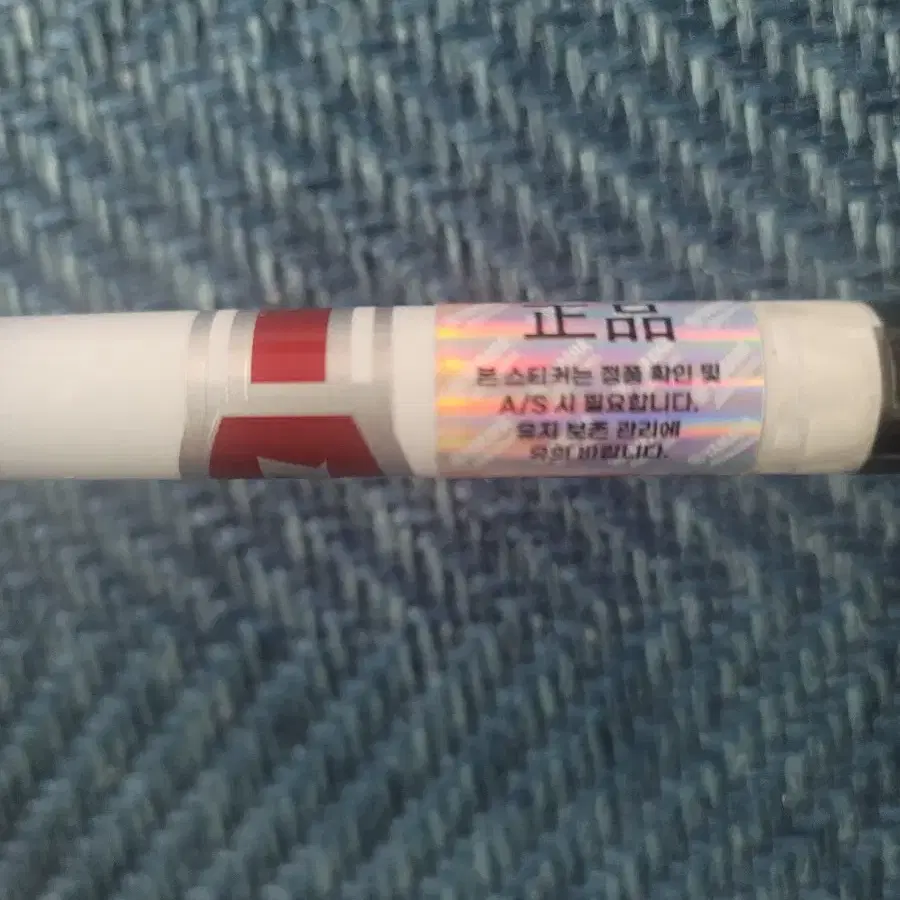 正品
본 스티커는 정품 확인 및
A/S 시 필요합니다.
유지 보존 관리에
유의 바랍니다.